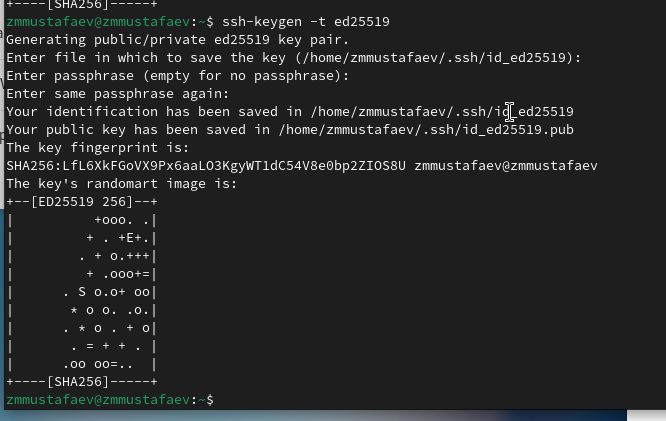 +----[SHA256]-----+
zmmustafaev@zmmustafaev:~$ ssh-keygen -t ed25519
Generating public/private ed25519 key pair.
Enter file in which to save the key (/home/zmmustafaev/.ssh/id_ed25519):
Enter passphrase (empty for no passphrase):
Enter same passphrase again:
Your identification has been saved in /home/zmmustafaev/.ssh/id_ed25519
Your public key has been saved in /home/zmmustafaev/.ssh/id_ed25519.pub
The key fingerprint is:
SHA256:LfL6XkFGoVX9Px6aaLO3KgyWT1dC54V8e0bp2ZIOS8U zmmustafaev@zmmustafaev
The key's randomart image is:
+--[ED25519 256]--+
|          +ooo. .|
|         + . +E+.|
|        . + o.+++|
|         + .ooo+=|
|      . S o.o+ oo|
|       * o o. .o.|
|      . * o . + o|
|       . = + + . |
|      .oo oo=..  |
+----[SHA256]-----+
zmmustafaev@zmmustafaev:~$